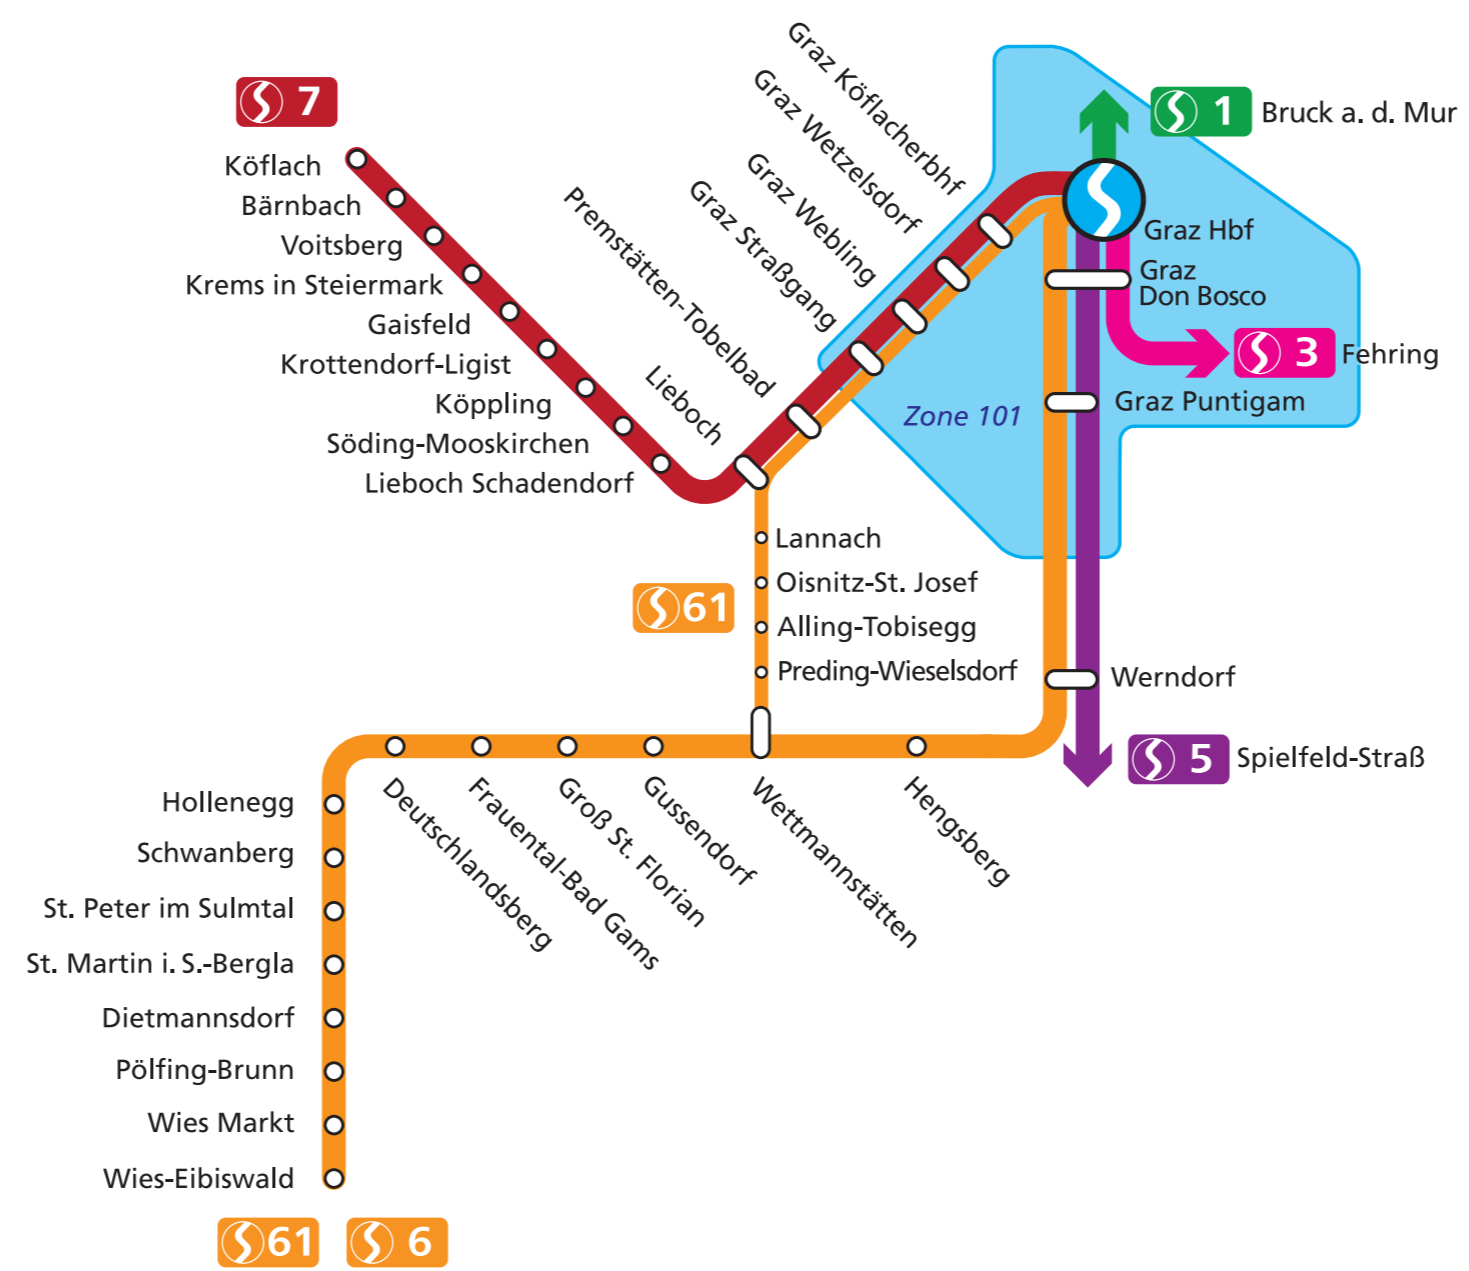 7
Köflach
Bärnbach
Voitsberg
Krems in Steiermark
Gaisfeld
Krottendorf-Ligist
Köppling
Söding-Mooskirchen
Lieboch Schadendorf
Lieboch
Premstätten-Tobelbad
Graz Straßgang
Graz Webling
Graz Wetzelsdorf
Graz Köflacherbhf
1 Bruck a. d. Mur
Graz Hbf
Graz
Don Bosco
3 Fehring
Zone 101
Graz Puntigam
Lannach
Oisnitz-St. Josef
61
Alling-Tobisegg
Preding-Wieselsdorf
Werndorf
5 Spielfeld-Straß
Deutschlandsberg
Frauental-Bad Gams
Groß St. Florian
Gussendorf
Wettmannstätten
Hengsberg
Hollenegg
Schwanberg
St. Peter im Sulmtal
St. Martin i. S.-Bergla
Dietmannsdorf
Pölfing-Brunn
Wies Markt
Wies-Eibiswald
61 6